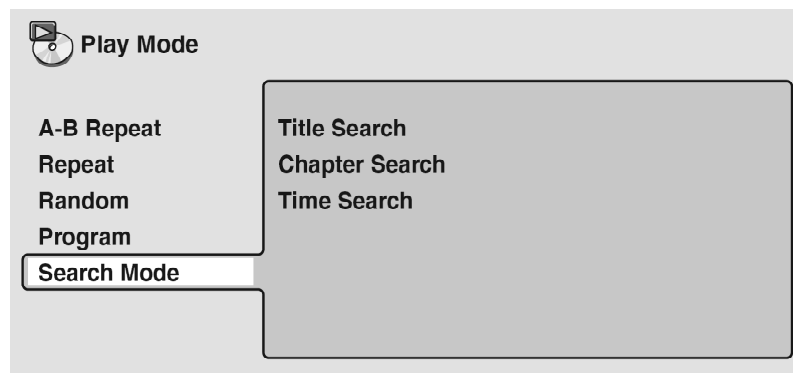 Play Mode
A-B Repeat
Repeat
Random
Program
Search Mode
Title Search
Chapter Search
Time Search